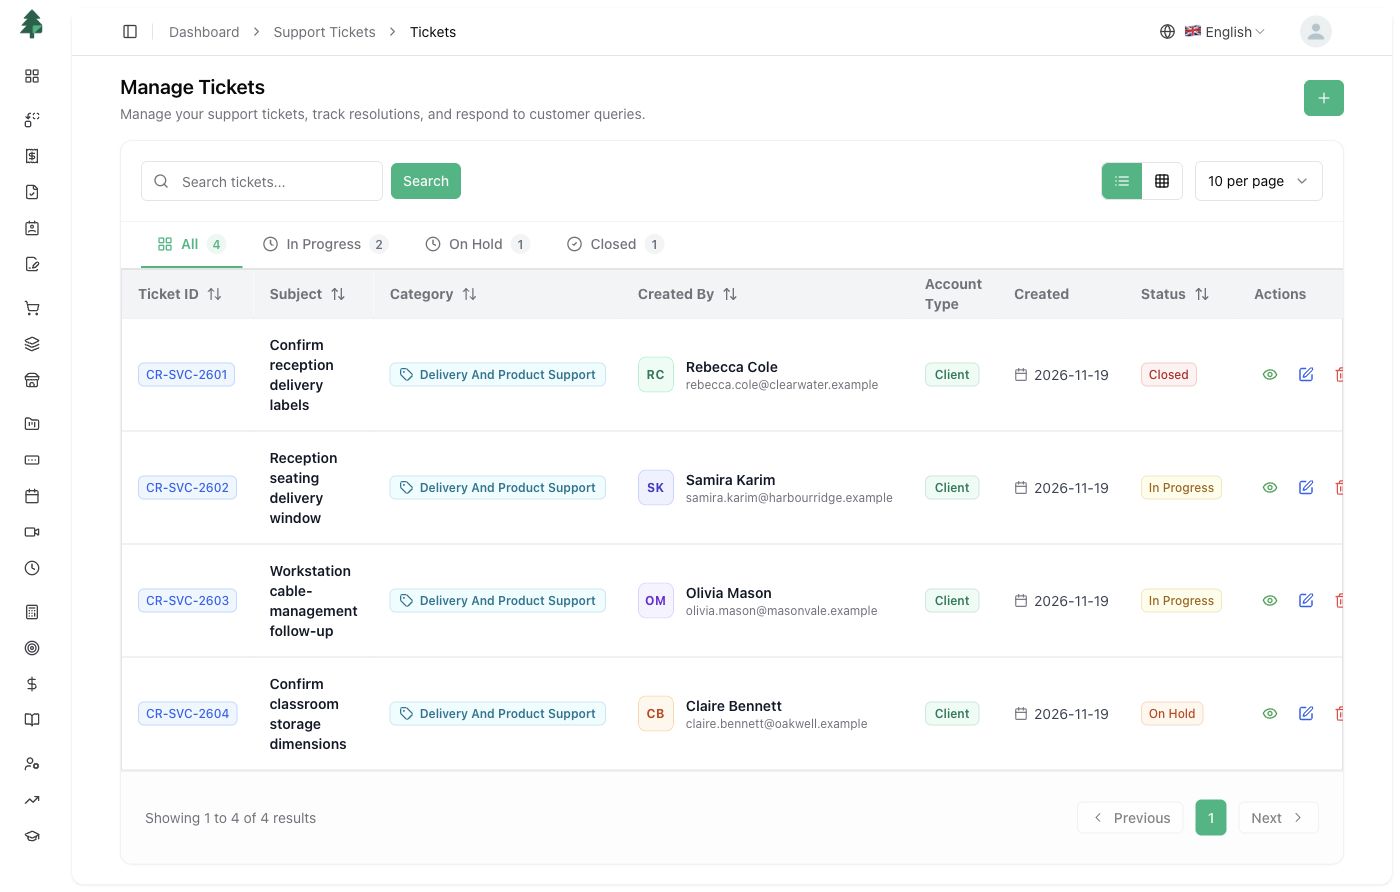 Dashboard > Support Tickets > Tickets
English
Manage Tickets
Manage your support tickets, track resolutions, and respond to customer queries.
Search tickets...
Search
10 per page
All 4
In Progress 2
On Hold 1
Closed 1
Ticket ID
Subject
Category
Created By
Account
Type
Created
Status
Actions
CR-SVC-2601
Confirm
reception
delivery
labels
Delivery And Product Support
RC
Rebecca Cole
rebecca.cole@clearwater.example
Client
2026-11-19
Closed
CR-SVC-2602
Reception
seating
delivery
window
Delivery And Product Support
SK
Samira Karim
samira.karim@harbourridge.example
Client
2026-11-19
In Progress
CR-SVC-2603
Workstation
cable-
management
follow-up
Delivery And Product Support
OM
Olivia Mason
olivia.mason@masonvale.example
Client
2026-11-19
In Progress
CR-SVC-2604
Confirm
classroom
storage
dimensions
Delivery And Product Support
CB
Claire Bennett
claire.bennett@oakwell.example
Client
2026-11-19
On Hold
Showing 1 to 4 of 4 results
Previous
1
Next